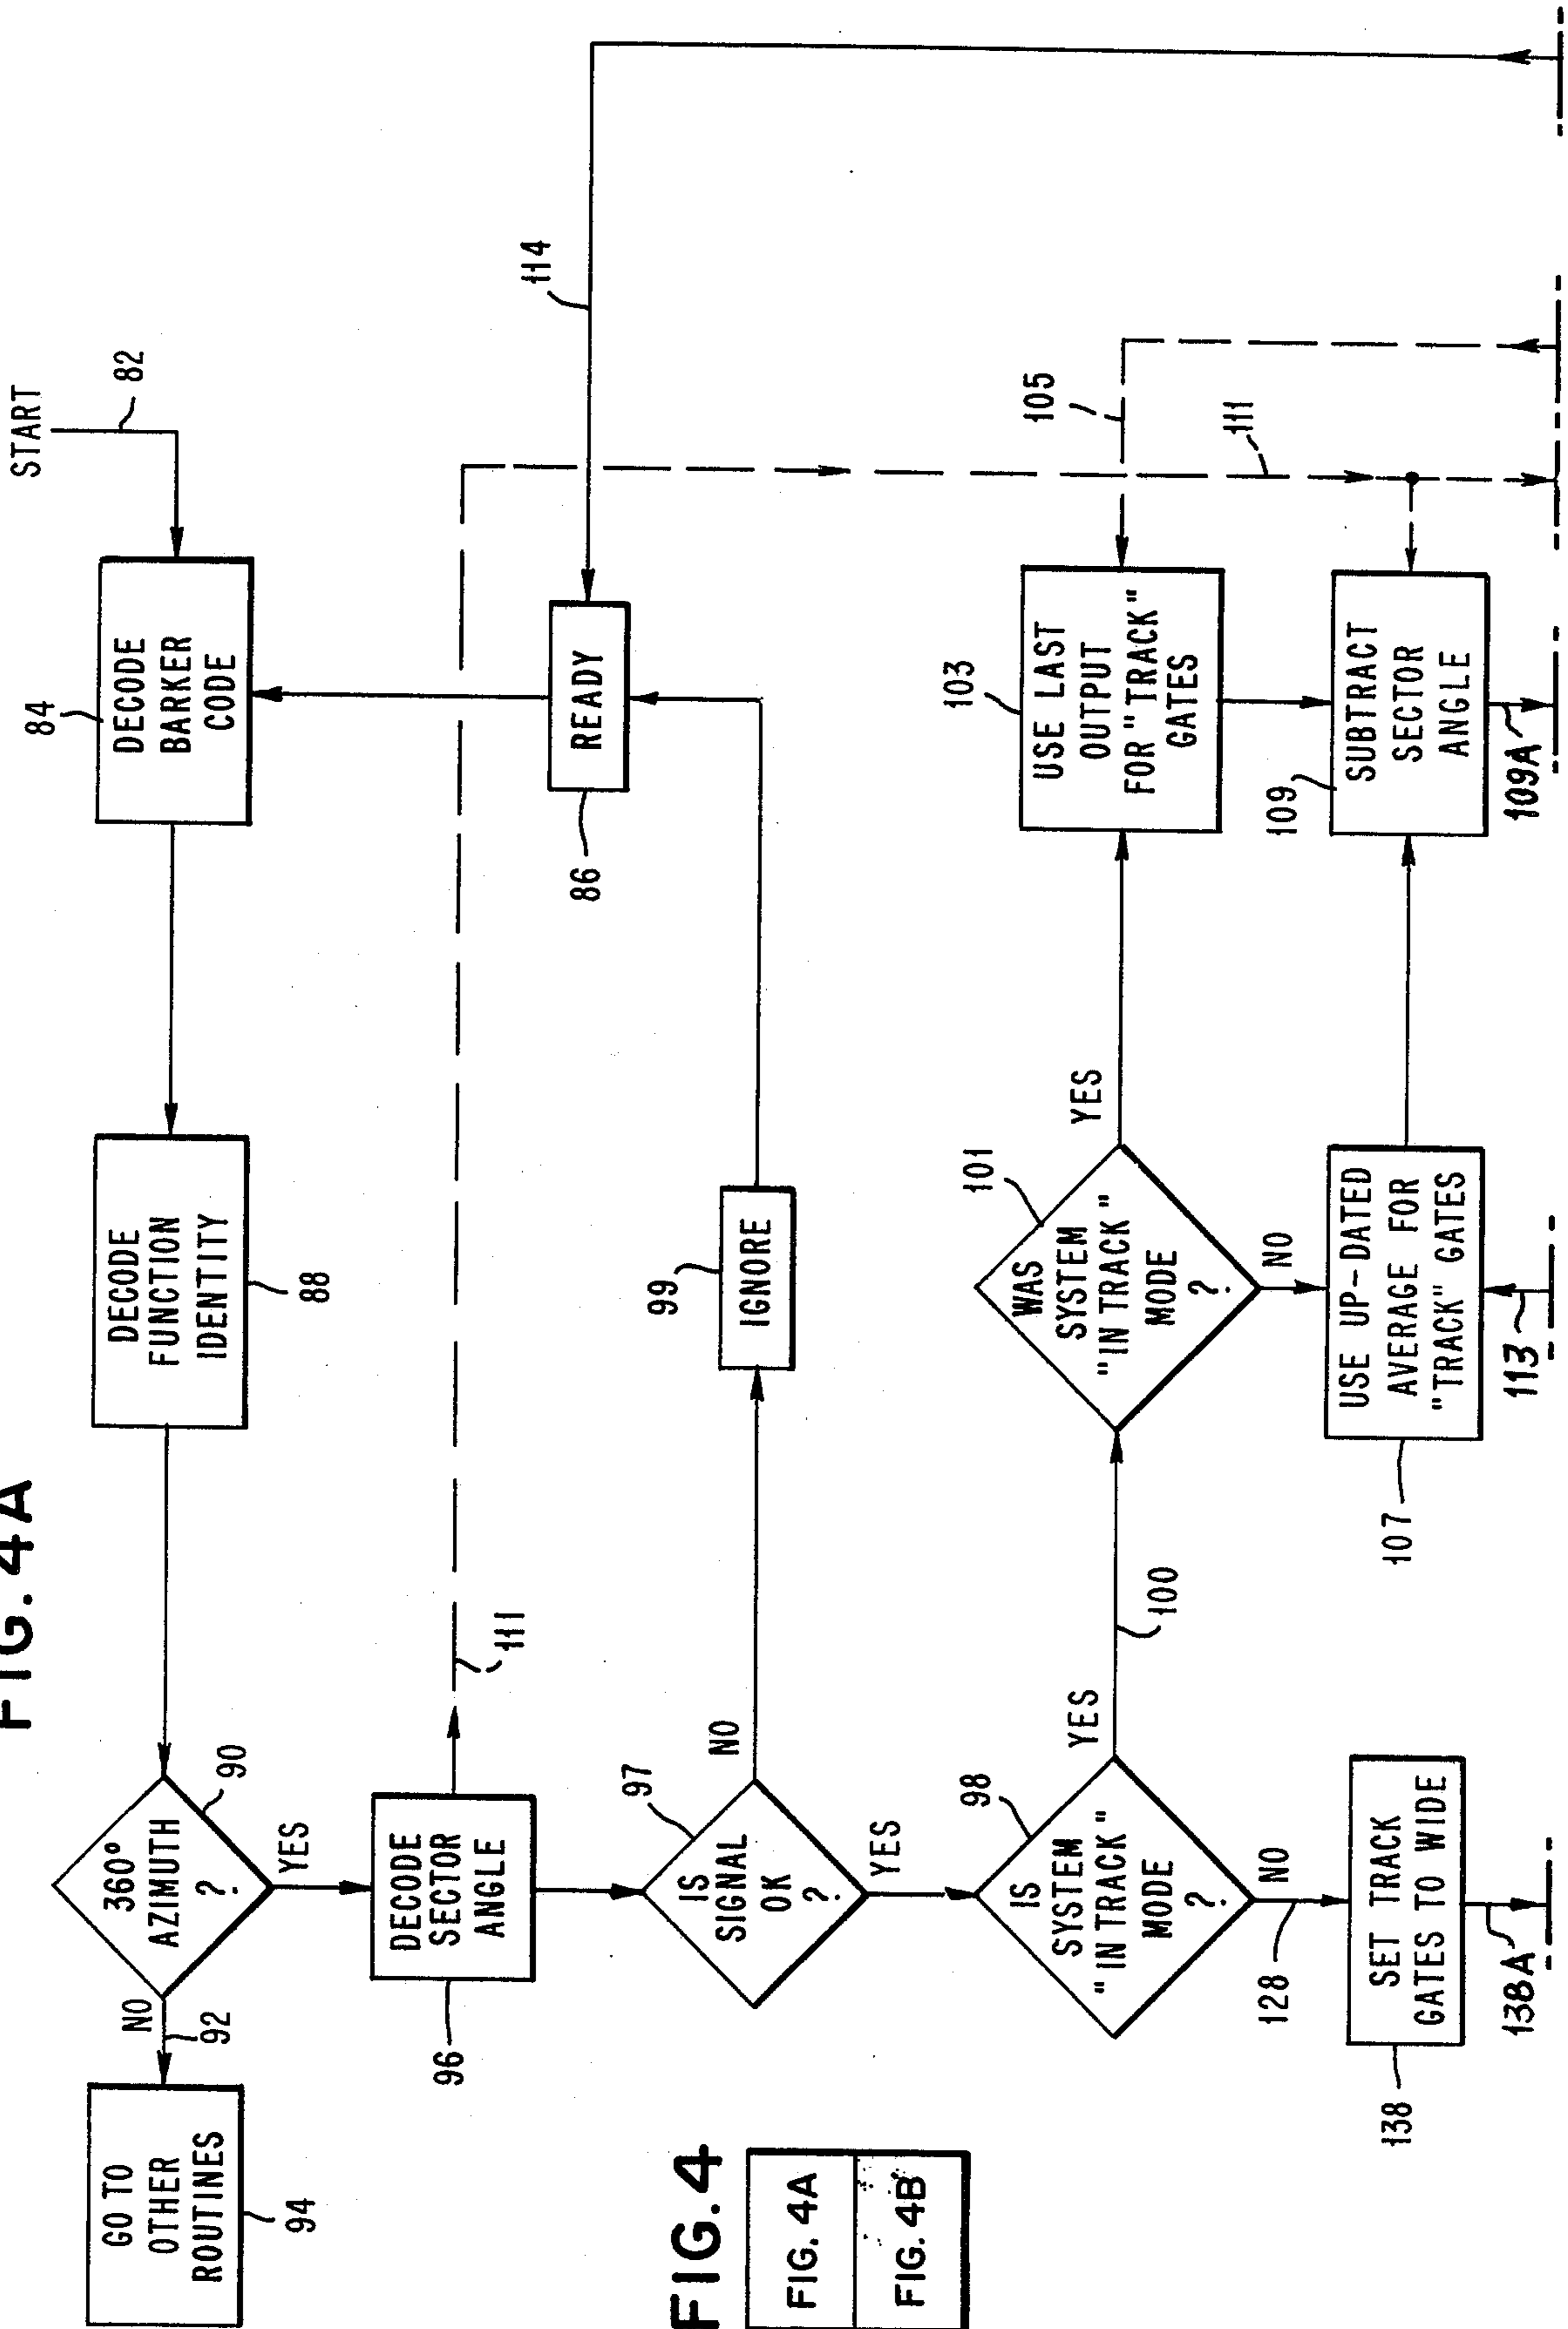 FIG. 4A
START
82
84
DECODE
BARKER
CODE
DECODE
FUNCTION
IDENTITY
88
360°
AZIMUTH
?
90
NO
92
YES
GO TO
OTHER
ROUTINES
94
DECODE
SECTOR
ANGLE
96
111
114
READY
86
97
IS
SIGNAL
OK
?
NO
YES
99
IGNORE
98
IS
SYSTEM
"IN TRACK"
MODE
?
YES
100
NO
128
101
WAS
SYSTEM
"IN TRACK"
MODE
?
YES
NO
103
USE LAST
OUTPUT
FOR "TRACK"
GATES
105
111
SET TRACK
GATES TO WIDE
138
138A
USE UP-DATED
AVERAGE FOR
"TRACK" GATES
107
113
109
SUBTRACT
SECTOR
ANGLE
109A
FIG. 4
FIG. 4A
FIG. 4B